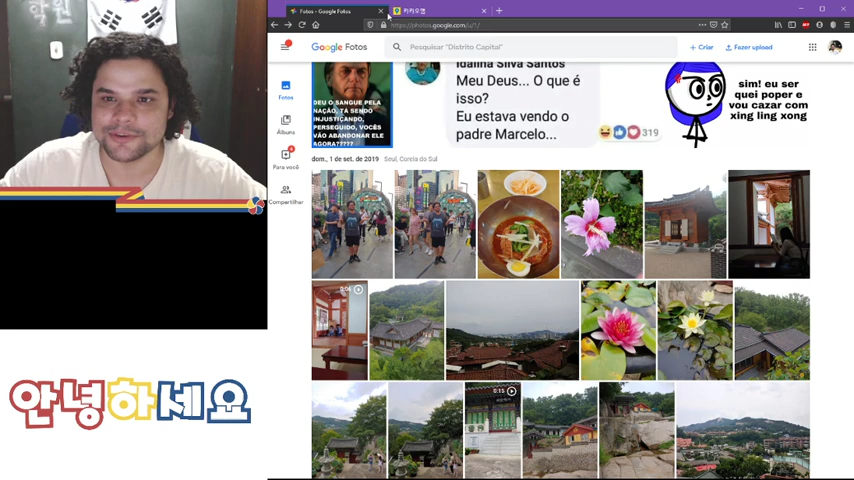 학원
안녕하세요
Fotos - Google Fotos
카카오맵
https://photos.google.com/u/1/
Google Fotos
Pesquisar "Distrito Capital"
Criar
Fazer upload
Fotos
Álbuns
Para você
Compartilhar
DEU O SANGUE PELA
NAÇÃO, TÁ SENDO
INJUSTIÇANDO,
PERSEGUIDO, VOCÊS
VÃO ABANDONAR ELE
AGORA?????
Idalina Silva Santos
Meu Deus... O que é
isso?
Eu estava vendo o
padre Marcelo...
319
sim! eu ser
quei poper e
vou cazar com
xing ling xong
dom., 1 de set. de 2019
Seul, Coreia do Sul
0:06
0:15